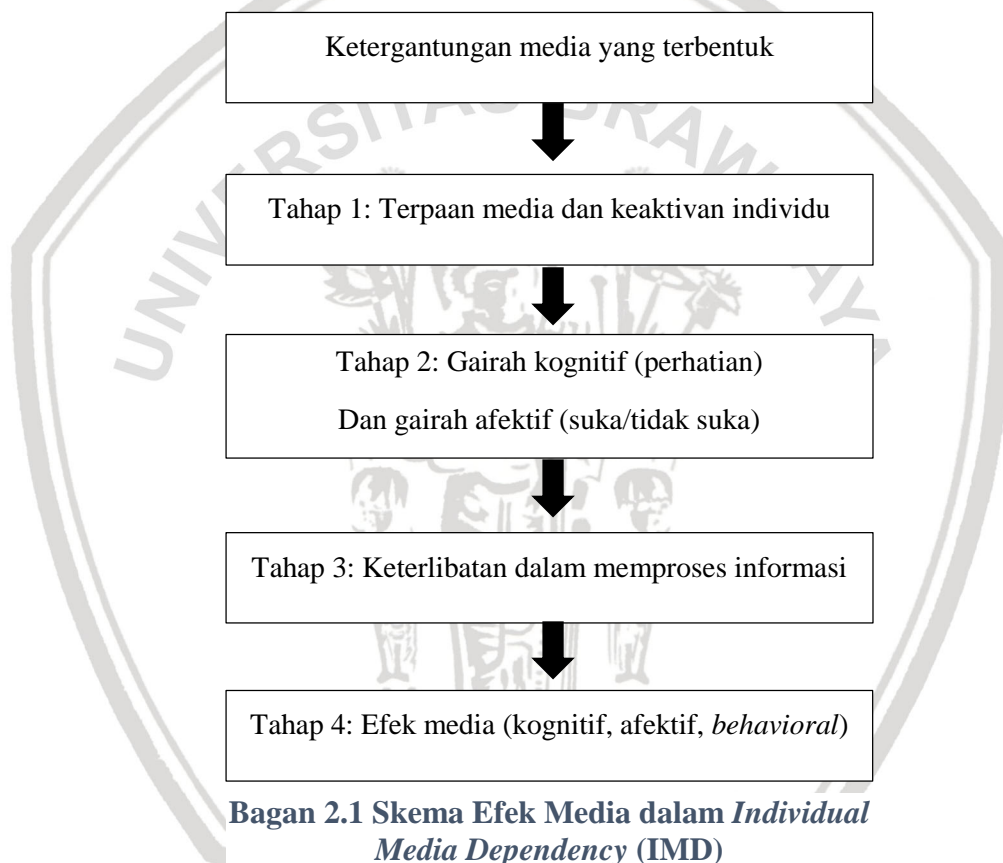 Ketergantungan media yang terbentuk
UNIVERSITAS BRAWIJAYA
Tahap 1: Terpaan media dan keaktivan individu
Tahap 2: Gairah kognitif (perhatian)
Dan gairah afektif (suka/tidak suka)
Tahap 3: Keterlibatan dalam memproses informasi
Tahap 4: Efek media (kognitif, afektif, behavioral)
Bagan 2.1 Skema Efek Media dalam Individual
Media Dependency (IMD)